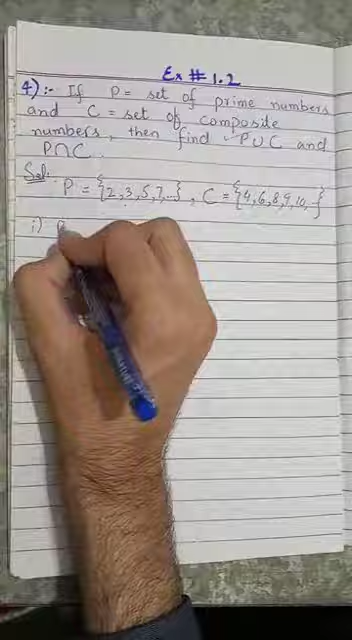 Ex # 1.2
4) :- If P = set of prime numbers
and C = set of composite
numbers, then find P∪C and
P∩C.
Sol:
P = {2,3,5,7,...}, C = {4,6,8,9,10,...}
i) P